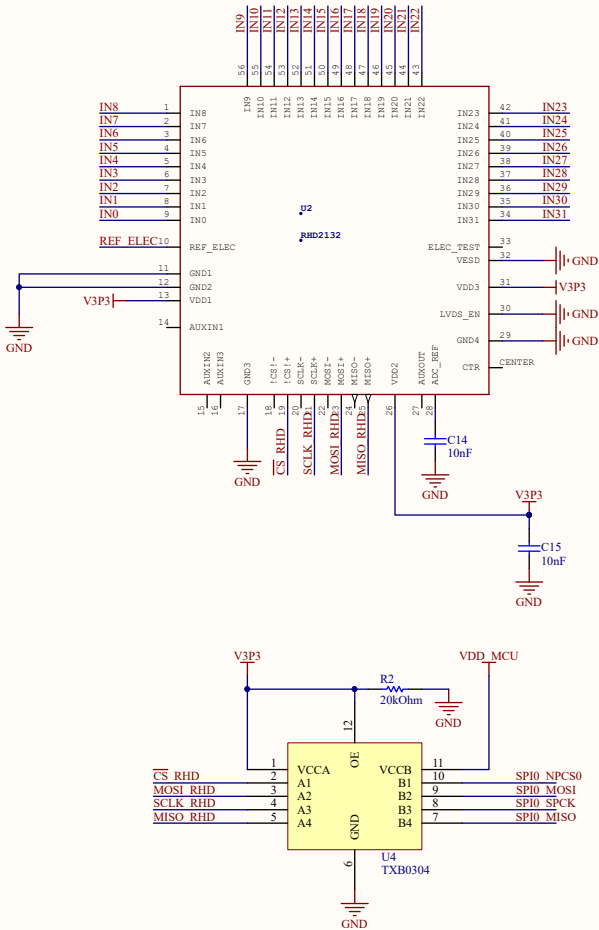 IN9 IN10 IN11 IN12 IN13 IN14 IN15 IN16 IN17 IN18 IN19 IN20 IN21 IN22
56 55 54 53 52 51 50 49 48 47 46 45 44 43
IN9 IN10 IN11 IN12 IN13 IN14 IN15 IN16 IN17 IN18 IN19 IN20 IN21 IN22
IN8 1 IN8 IN23 42 IN23
IN7 2 IN7 IN24 41 IN24
IN6 3 IN6 IN25 40 IN25
IN5 4 IN5 IN26 39 IN26
IN4 5 IN4 IN27 38 IN27
IN3 6 IN3 IN28 37 IN28
IN2 7 IN2 IN29 36 IN29
IN1 8 IN1 IN30 35 IN30
IN0 9 IN0 IN31 34 IN31
U2
RHD2132
REF_ELEC 10 REF_ELEC ELEC_TEST 33
VESD 32 GND
11 GND1
12 GND2 VDD3 31 V3P3
V3P3 13 VDD1
LVDS_EN 30 GND
14 AUXIN1
GND
GND4 29 GND
CTR CENTER
AUXIN2 AUXIN3 GND3 !CS!- !CS!+ SCLK- SCLK+ MOSI- MOSI+ MISO- MISO+ VDD2 AUXOUT ADC_REF
15 16 17 18 19 20 21 22 23 24 25 26 27 28
CS_RHD SCLK_RHD MOSI_RHD MISO_RHD
C14
10nF
GND GND
V3P3
C15
10nF
GND
V3P3 VDD_MCU
R2
20kOhm
GND
12
OE
1 VCCA VCCB 11
CS_RHD 2 A1 B1 10 SPI0_NPCS0
MOSI_RHD 3 A2 B2 9 SPI0_MOSI
SCLK_RHD 4 A3 B3 8 SPI0_SPCK
MISO_RHD 5 A4 B4 7 SPI0_MISO
GND
6
U4
TXB0304
GND